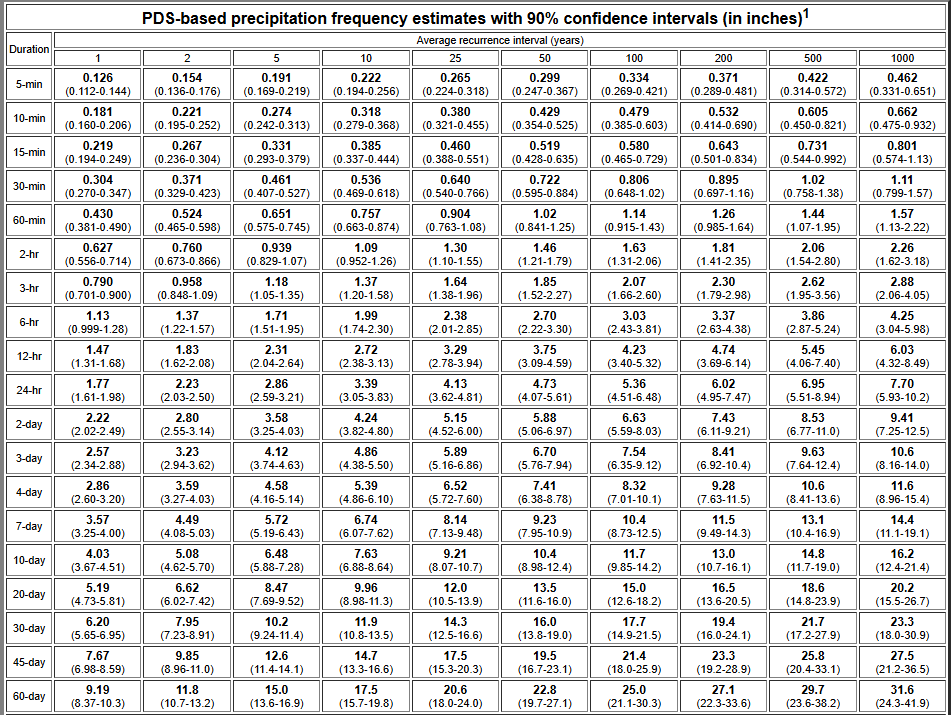 PDS-based precipitation frequency estimates with 90% confidence intervals (in inches)1
Duration
Average recurrence interval (years)
1 2 5 10 25 50 100 200 500 1000
5-min
0.126 0.154 0.191 0.222 0.265 0.299 0.334 0.371 0.422 0.462
(0.112-0.144) (0.136-0.176) (0.169-0.219) (0.194-0.256) (0.224-0.318) (0.247-0.367) (0.269-0.421) (0.289-0.481) (0.314-0.572) (0.331-0.651)
10-min
0.181 0.221 0.274 0.318 0.380 0.429 0.479 0.532 0.605 0.662
(0.160-0.206) (0.195-0.252) (0.242-0.313) (0.279-0.368) (0.321-0.455) (0.354-0.525) (0.385-0.603) (0.414-0.690) (0.450-0.821) (0.475-0.932)
15-min
0.219 0.267 0.331 0.385 0.460 0.519 0.580 0.643 0.731 0.801
(0.194-0.249) (0.236-0.304) (0.293-0.379) (0.337-0.444) (0.388-0.551) (0.428-0.635) (0.465-0.729) (0.501-0.834) (0.544-0.992) (0.574-1.13)
30-min
0.304 0.371 0.461 0.536 0.640 0.722 0.806 0.895 1.02 1.11
(0.270-0.347) (0.329-0.423) (0.407-0.527) (0.469-0.618) (0.540-0.766) (0.595-0.884) (0.648-1.02) (0.697-1.16) (0.758-1.38) (0.799-1.57)
60-min
0.430 0.524 0.651 0.757 0.904 1.02 1.14 1.26 1.44 1.57
(0.381-0.490) (0.465-0.598) (0.575-0.745) (0.663-0.874) (0.763-1.08) (0.841-1.25) (0.915-1.43) (0.985-1.64) (1.07-1.95) (1.13-2.22)
2-hr
0.627 0.760 0.939 1.09 1.30 1.46 1.63 1.81 2.06 2.26
(0.556-0.714) (0.673-0.866) (0.829-1.07) (0.952-1.26) (1.10-1.55) (1.21-1.79) (1.31-2.06) (1.41-2.35) (1.54-2.80) (1.62-3.18)
3-hr
0.790 0.958 1.18 1.37 1.64 1.85 2.07 2.30 2.62 2.88
(0.701-0.900) (0.848-1.09) (1.05-1.35) (1.20-1.58) (1.38-1.96) (1.52-2.27) (1.66-2.60) (1.79-2.98) (1.95-3.56) (2.06-4.05)
6-hr
1.13 1.37 1.71 1.99 2.38 2.70 3.03 3.37 3.86 4.25
(0.999-1.28) (1.22-1.57) (1.51-1.95) (1.74-2.30) (2.01-2.85) (2.22-3.30) (2.43-3.81) (2.63-4.38) (2.87-5.24) (3.04-5.98)
12-hr
1.47 1.83 2.31 2.72 3.29 3.75 4.23 4.74 5.45 6.03
(1.31-1.68) (1.62-2.08) (2.04-2.64) (2.38-3.13) (2.78-3.94) (3.09-4.59) (3.40-5.32) (3.69-6.14) (4.06-7.40) (4.32-8.49)
24-hr
1.77 2.23 2.86 3.39 4.13 4.73 5.36 6.02 6.95 7.70
(1.61-1.98) (2.03-2.50) (2.59-3.21) (3.05-3.83) (3.62-4.81) (4.07-5.61) (4.51-6.48) (4.95-7.47) (5.51-8.94) (5.93-10.2)
2-day
2.22 2.80 3.58 4.24 5.15 5.88 6.63 7.43 8.53 9.41
(2.02-2.49) (2.55-3.14) (3.25-4.03) (3.82-4.80) (4.52-6.00) (5.06-6.97) (5.59-8.03) (6.11-9.21) (6.77-11.0) (7.25-12.5)
3-day
2.57 3.23 4.12 4.86 5.89 6.70 7.54 8.41 9.63 10.6
(2.34-2.88) (2.94-3.62) (3.74-4.63) (4.38-5.50) (5.16-6.86) (5.76-7.94) (6.35-9.12) (6.92-10.4) (7.64-12.4) (8.16-14.0)
4-day
2.86 3.59 4.58 5.39 6.52 7.41 8.32 9.28 10.6 11.6
(2.60-3.20) (3.27-4.03) (4.16-5.14) (4.86-6.10) (5.72-7.60) (6.38-8.78) (7.01-10.1) (7.63-11.5) (8.41-13.6) (8.96-15.4)
7-day
3.57 4.49 5.72 6.74 8.14 9.23 10.4 11.5 13.1 14.4
(3.25-4.00) (4.08-5.03) (5.19-6.43) (6.07-7.62) (7.13-9.48) (7.95-10.9) (8.73-12.5) (9.49-14.3) (10.4-16.9) (11.1-19.1)
10-day
4.03 5.08 6.48 7.63 9.21 10.4 11.7 13.0 14.8 16.2
(3.67-4.51) (4.62-5.70) (5.88-7.28) (6.88-8.64) (8.07-10.7) (8.98-12.4) (9.85-14.2) (10.7-16.1) (11.7-19.0) (12.4-21.4)
20-day
5.19 6.62 8.47 9.96 12.0 13.5 15.0 16.5 18.6 20.2
(4.73-5.81) (6.02-7.42) (7.69-9.52) (8.98-11.3) (10.5-13.9) (11.6-16.0) (12.6-18.2) (13.6-20.5) (14.8-23.9) (15.5-26.7)
30-day
6.20 7.95 10.2 11.9 14.3 16.0 17.7 19.4 21.7 23.3
(5.65-6.95) (7.23-8.91) (9.24-11.4) (10.8-13.5) (12.5-16.6) (13.8-19.0) (14.9-21.5) (16.0-24.1) (17.2-27.9) (18.0-30.9)
45-day
7.67 9.85 12.6 14.7 17.5 19.5 21.4 23.3 25.8 27.5
(6.98-8.59) (8.96-11.0) (11.4-14.1) (13.3-16.6) (15.3-20.3) (16.7-23.1) (18.0-25.9) (19.2-28.9) (20.4-33.1) (21.2-36.5)
60-day
9.19 11.8 15.0 17.5 20.6 22.8 25.0 27.1 29.7 31.6
(8.37-10.3) (10.7-13.2) (13.6-16.9) (15.7-19.8) (18.0-24.0) (19.7-27.1) (21.1-30.3) (22.3-33.6) (23.6-38.2) (24.3-41.9)